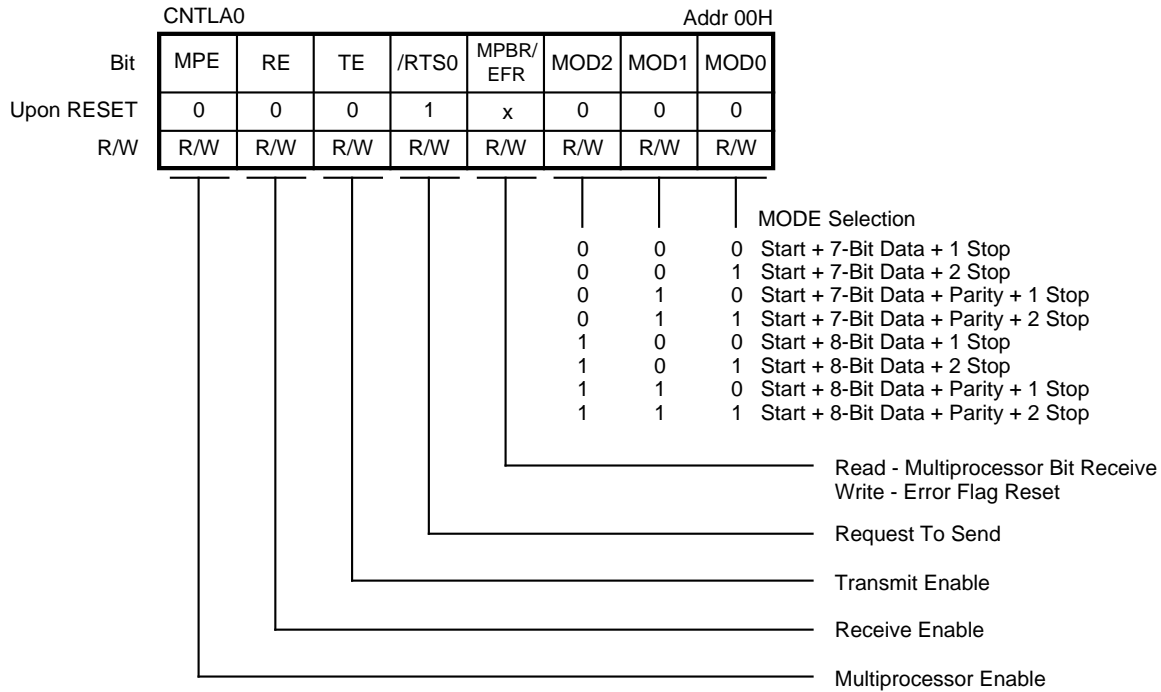 CNTLA0 Addr 00H
Bit MPE RE TE /RTS0 MPBR/ EFR MOD2 MOD1 MOD0
Upon RESET 0 0 0 1 x 0 0 0
R/W R/W R/W R/W R/W R/W R/W R/W R/W
MODE Selection
0 0 0 Start + 7-Bit Data + 1 Stop
0 0 1 Start + 7-Bit Data + 2 Stop
0 1 0 Start + 7-Bit Data + Parity + 1 Stop
0 1 1 Start + 7-Bit Data + Parity + 2 Stop
1 0 0 Start + 8-Bit Data + 1 Stop
1 0 1 Start + 8-Bit Data + 2 Stop
1 1 0 Start + 8-Bit Data + Parity + 1 Stop
1 1 1 Start + 8-Bit Data + Parity + 2 Stop
Read - Multiprocessor Bit Receive
Write - Error Flag Reset
Request To Send
Transmit Enable
Receive Enable
Multiprocessor Enable